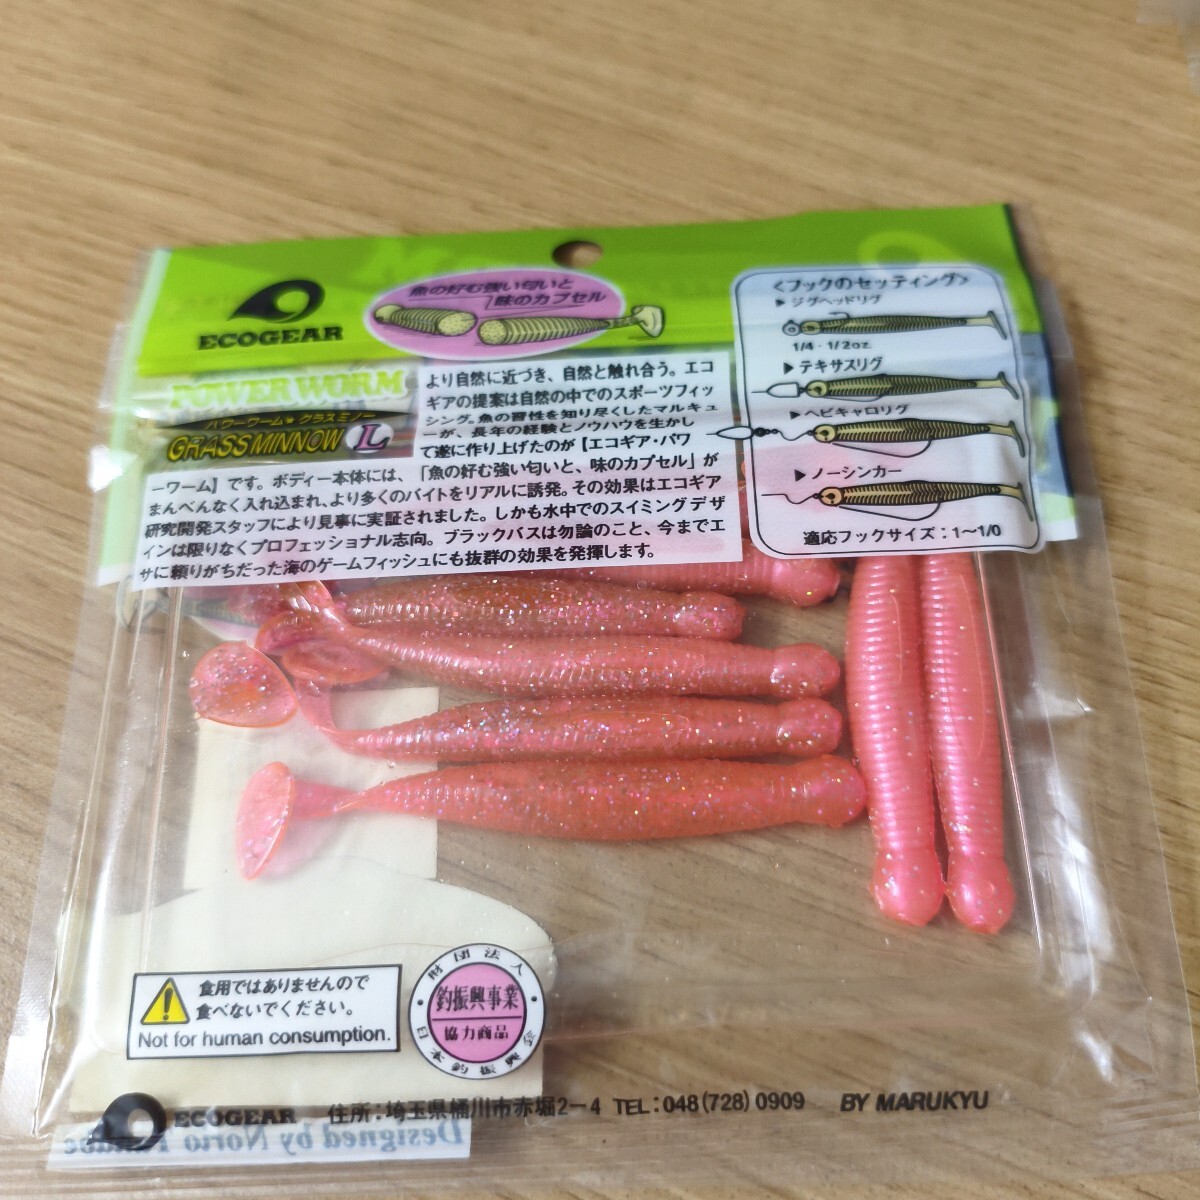 ECOGEAR
魚の好む強い匂いと
味のカプセル
POWER WORM
パワーワーム★グラスミノー
GRASS MINNOW L
より自然に近づき、自然と触れ合う。エコ
ギアの提案は自然の中でのスポーツフィッ
シング。魚の習性を知り尽くしたマルキュ
ーが、長年の経験とノウハウを生かし
て遂に作り上げたのが【エコギア・パワ
ーワーム】です。ボディー本体には、「魚の好む強い匂いと、味のカプセル」が
まんべんなく入れ込まれ、より多くのバイトをリアルに誘発。その効果はエコギア
研究開発スタッフにより見事に実証されました。しかも水中でのスイミングデザ
インは限りなくプロフェッショナル志向。ブラックバスは勿論のこと、今までエ
サに頼りがちだった海のゲームフィッシュにも抜群の効果を発揮します。
<フックのセッティング>
▶ジグヘッドリグ
1/4・1/2oz.
▶テキサスリグ
▶ヘビキャロリグ
▶ノーシンカー
適応フックサイズ：1〜1/0
食用ではありませんので
食べないでください。
Not for human consumption.
財団法人
釣振興事業
協力商品
日本釣振興会
ECOGEAR 住所：埼玉県桶川市赤堀2-4 TEL：048(728)0909 BY MARUKYU
Designed by Norio